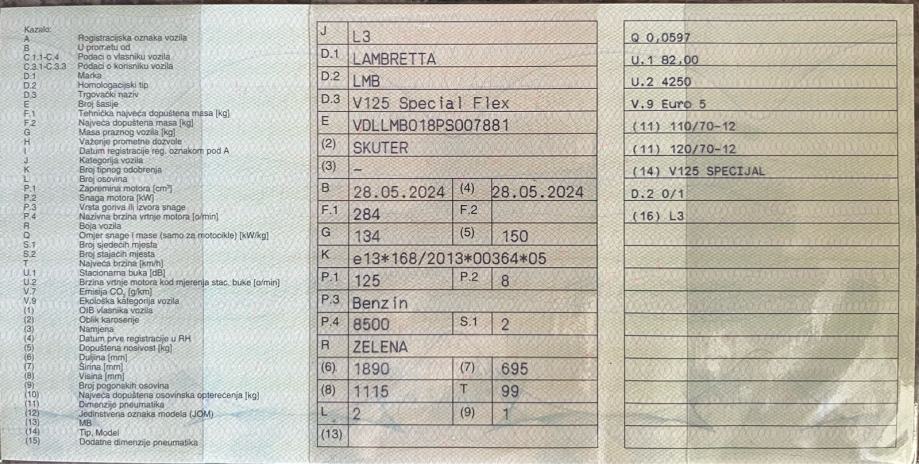 Kazalo:
A Registracijska oznaka vozila
B U prometu od
C.1.1-C.4 Podaci o vlasniku vozila
C.3.1-C.3.3 Podaci o korisniku vozila
D.1 Marka
D.2 Homologacijski tip
D.3 Trgovački naziv
E Broj šasije
F.1 Tehnička najveća dopuštena masa [kg]
F.2 Najveća dopuštena masa [kg]
G Masa praznog vozila [kg]
H Važenje prometne dozvole
I Datum registracije reg. oznakom pod A
J Kategorija vozila
K Broj tipnog odobrenja
L Broj osovina
P.1 Zapremina motora [cm³]
P.2 Snaga motora [kW]
P.3 Vrsta goriva ili izvora snage
P.4 Nazivna brzina vrtnje motora [o/min]
R Boja vozila
Q Omjer snage i mase (samo za motocikle) [kW/kg]
S.1 Broj sjedećih mjesta
S.2 Broj stajaćih mjesta
T Najveća brzina [km/h]
U.1 Stacionarna buka [dB]
U.2 Brzina vrtnje motora kod mjerenja stac. buke [o/min]
V.7 Emisija CO₂ [g/km]
V.9 Ekološka kategorija vozila
(1) OIB vlasnika vozila
(2) Oblik karoserije
(3) Namjena
(4) Datum prve registracije u RH
(5) Dopuštena nosivost [kg]
(6) Duljina [mm]
(7) Širina [mm]
(8) Visina [mm]
(9) Broj pogonskih osovina
(10) Najveća dopuštena osovinska opterećenja [kg]
(11) Dimenzije pneumatika
(12) Jedinstvena oznaka modela (JOM)
(13) MB
(14) Tip, Model
(15) Dodatne dimenzije pneumatika
J L3
D.1 LAMBRETTA
D.2 LMB
D.3 V125 Special Flex
E VDLLMB018PS007881
(2) SKUTER
(3) –
B 28.05.2024 (4) 28.05.2024
F.1 284 F.2
G 134 (5) 150
K e13*168/2013*00364*05
P.1 125 P.2 8
P.3 Benzin
P.4 8500 S.1 2
R ZELENA
(6) 1890 (7) 695
(8) 1115 T 99
L 2 (9) 1
(13)
Q 0,0597
U.1 82,00
U.2 4250
V.9 Euro 5
(11) 110/70-12
(11) 120/70-12
(14) V125 SPECIJAL
D.2 0/1
(16) L3